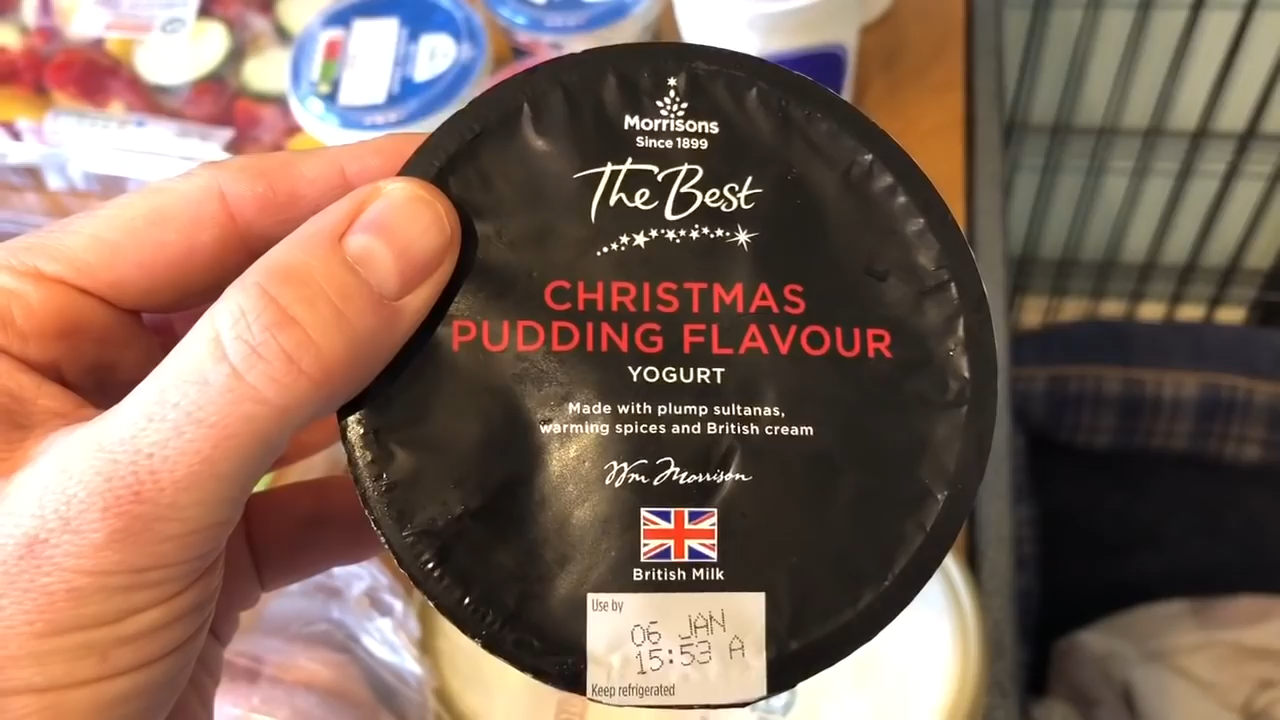 Morrisons
Since 1899
The Best
CHRISTMAS
PUDDING FLAVOUR
YOGURT
Made with plump sultanas,
warming spices and British cream
Wm Morrison
British Milk
Use by
06 JAN
15:53 A
Keep refrigerated